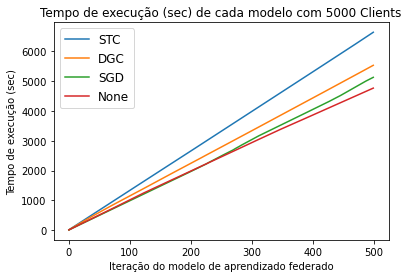 Tempo de execução (sec) de cada modelo com 5000 Clients
STC
DGC
SGD
None
Tempo de execução (sec)
6000
5000
4000
3000
2000
1000
0
0 100 200 300 400 500
Iteração do modelo de aprendizado federado